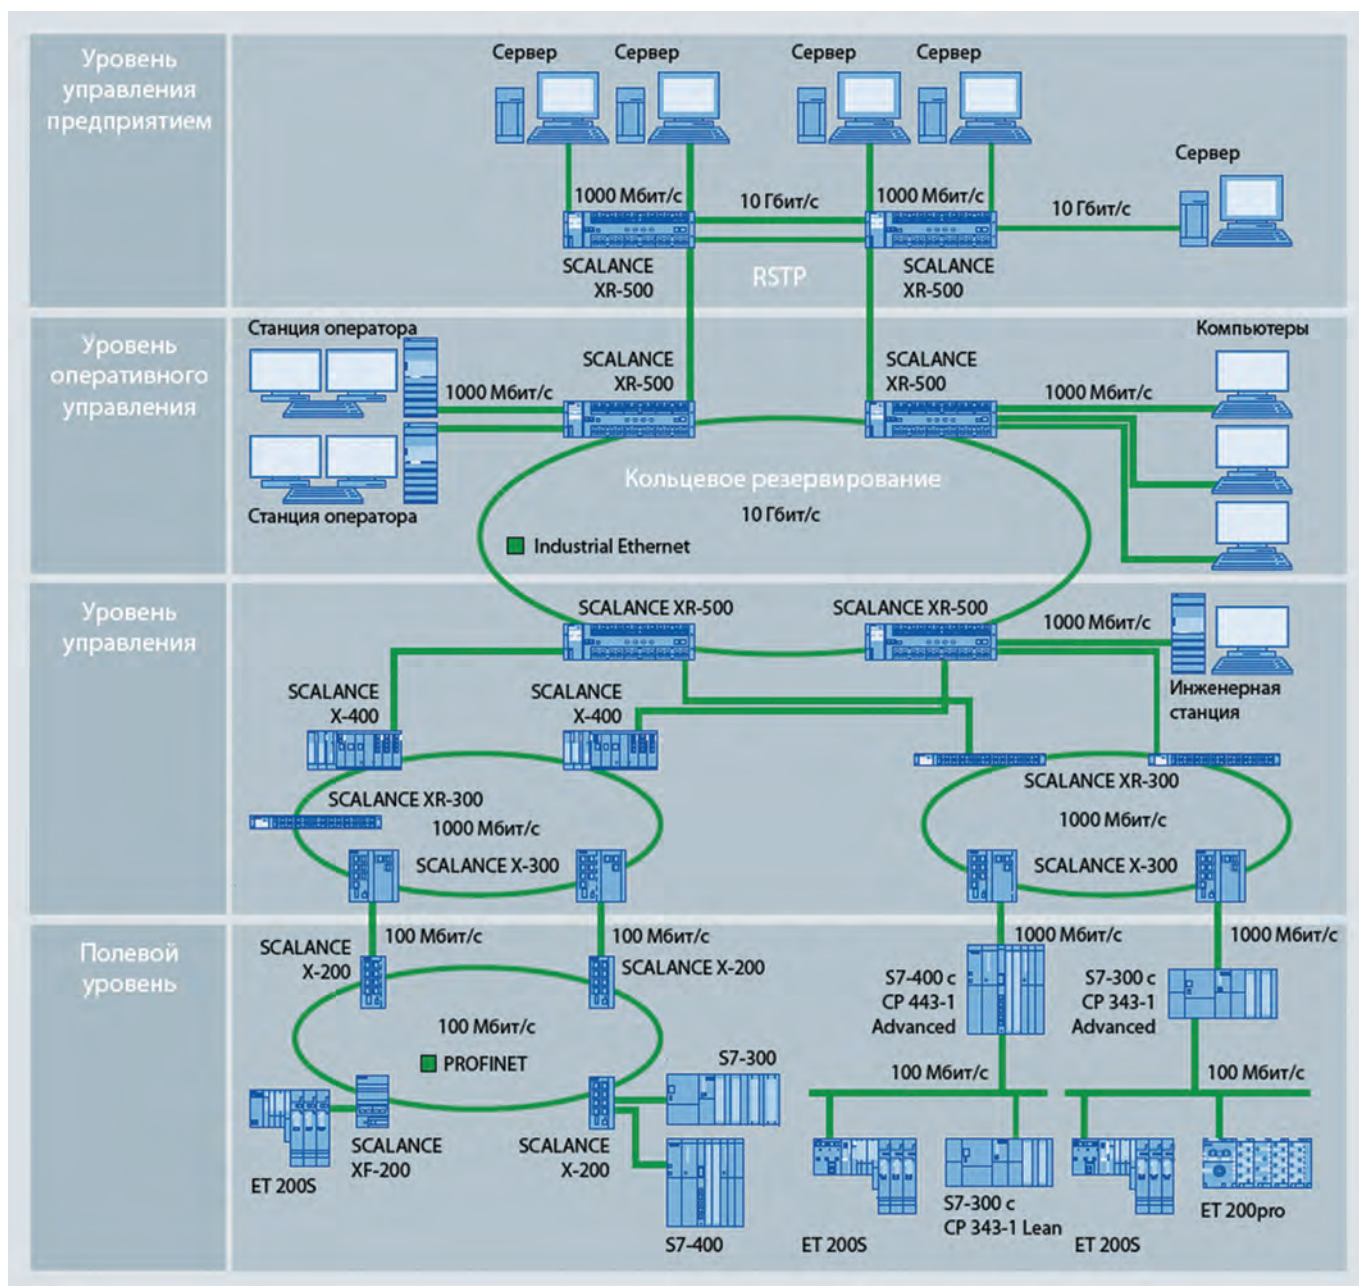 Уровень
управления
предприятием
Сервер
Сервер
Сервер
Сервер
Сервер
1000 Мбит/с
10 Гбит/с
1000 Мбит/с
10 Гбит/с
SCALANCE
XR-500
RSTP
SCALANCE
XR-500
Уровень
оперативного
управления
Станция оператора
1000 Мбит/с
SCALANCE
XR-500
SCALANCE
XR-500
1000 Мбит/с
Компьютеры
Станция оператора
Кольцевое резервирование
10 Гбит/с
Industrial Ethernet
Уровень
управления
SCALANCE XR-500
SCALANCE XR-500
1000 Мбит/с
Инженерная
станция
SCALANCE
X-400
SCALANCE
X-400
SCALANCE XR-300
1000 Мбит/с
SCALANCE X-300
SCALANCE XR-300
1000 Мбит/с
SCALANCE X-300
Полевой
уровень
100 Мбит/с
100 Мбит/с
1000 Мбит/с
1000 Мбит/с
SCALANCE
X-200
SCALANCE X-200
100 Мбит/с
PROFINET
S7-400 с
CP 443-1
Advanced
S7-300 с
CP 343-1
Advanced
S7-300
100 Мбит/с
100 Мбит/с
ET 200S
SCALANCE
XF-200
SCALANCE
X-200
S7-400
ET 200S
S7-300 с
CP 343-1 Lean
ET 200S
ET 200pro